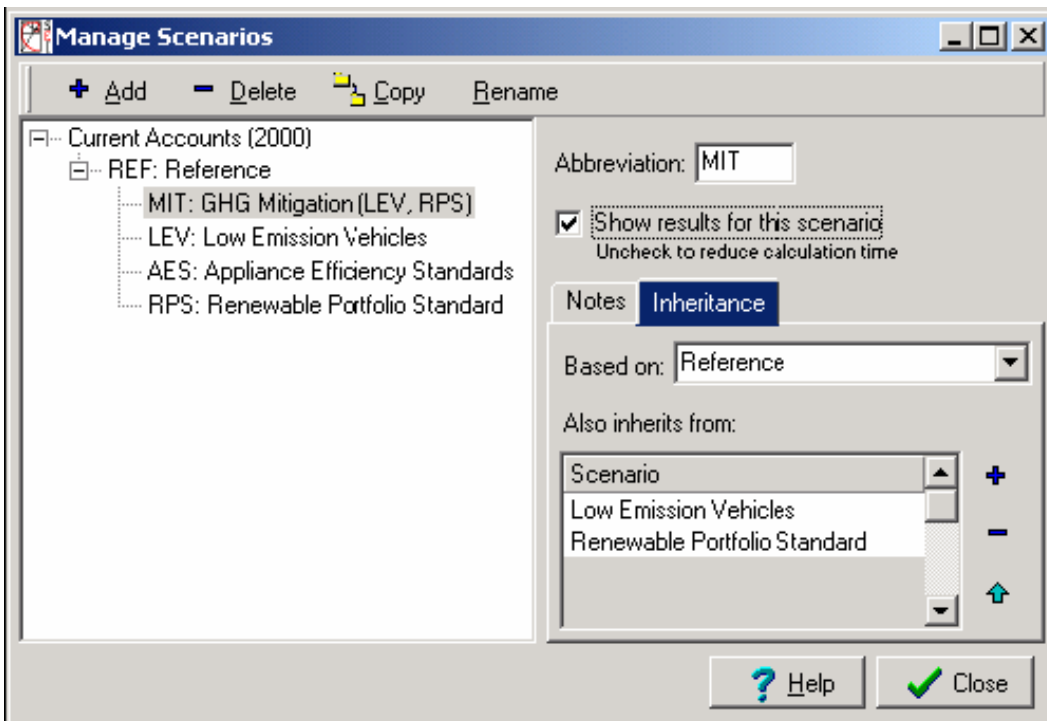 Manage Scenarios
Add Delete Copy Rename
Current Accounts (2000)
REF: Reference
MIT: GHG Mitigation (LEV, RPS)
LEV: Low Emission Vehicles
AES: Appliance Efficiency Standards
RPS: Renewable Portfolio Standard
Abbreviation: MIT
Show results for this scenario
Uncheck to reduce calculation time
Notes Inheritance
Based on: Reference
Also inherits from:
Scenario
Low Emission Vehicles
Renewable Portfolio Standard
Help Close